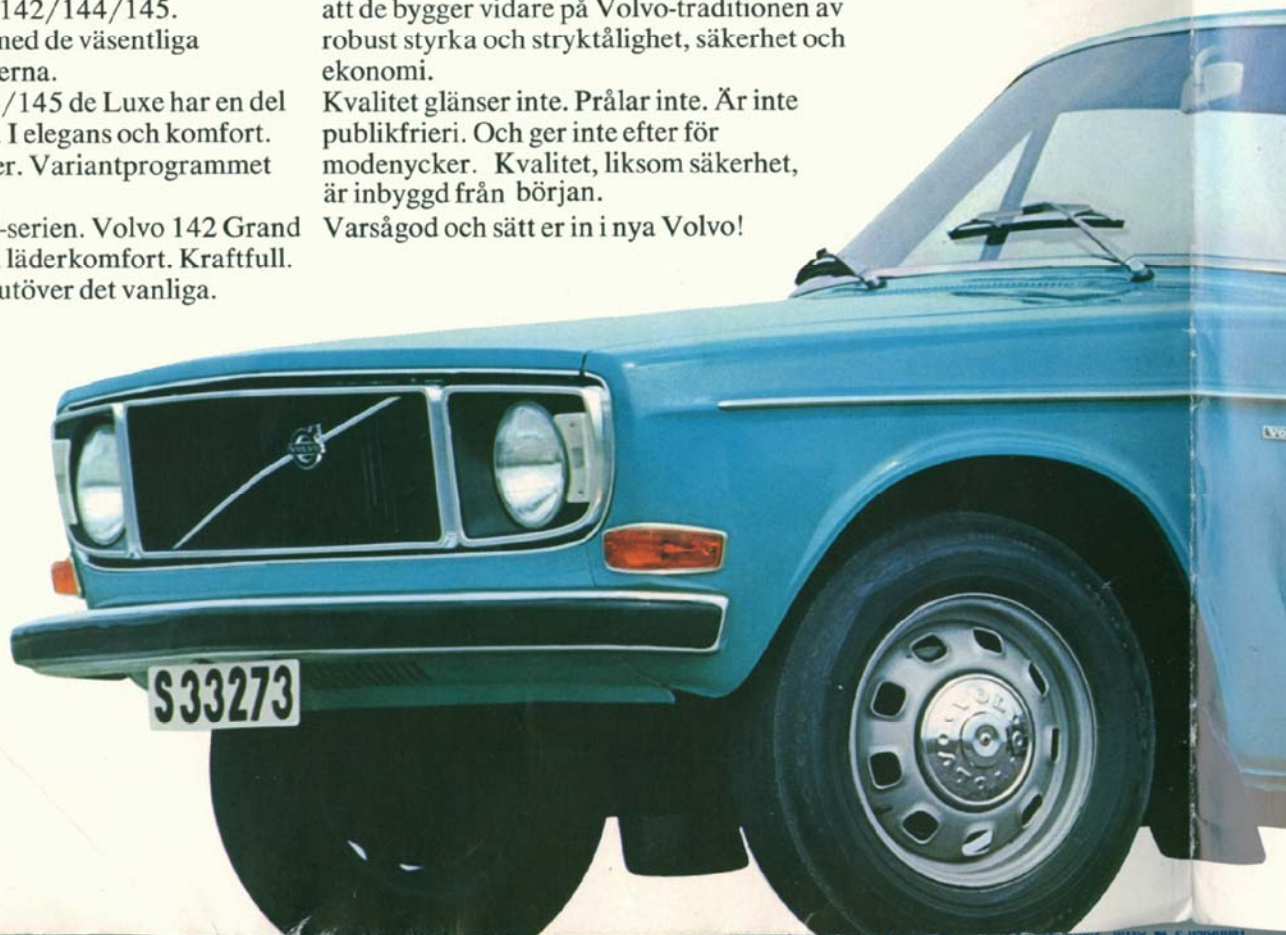 142/144/145.
med de väsentliga
erna.
/145 de Luxe har en del
. I elegans och komfort.
er. Variantprogrammet
-serien. Volvo 142 Grand
läderkomfort. Kraftfull.
utöver det vanliga.
att de bygger vidare på Volvo-traditionen av
robust styrka och stryktålighet, säkerhet och
ekonomi.
Kvalitet glänser inte. Prålar inte. Är inte
publikfrieri. Och ger inte efter för
modenycker. Kvalitet, liksom säkerhet,
är inbyggd från början.
Varsågod och sätt er in i nya Volvo!
VOLVO
S33273
VOLVO
VOLVO